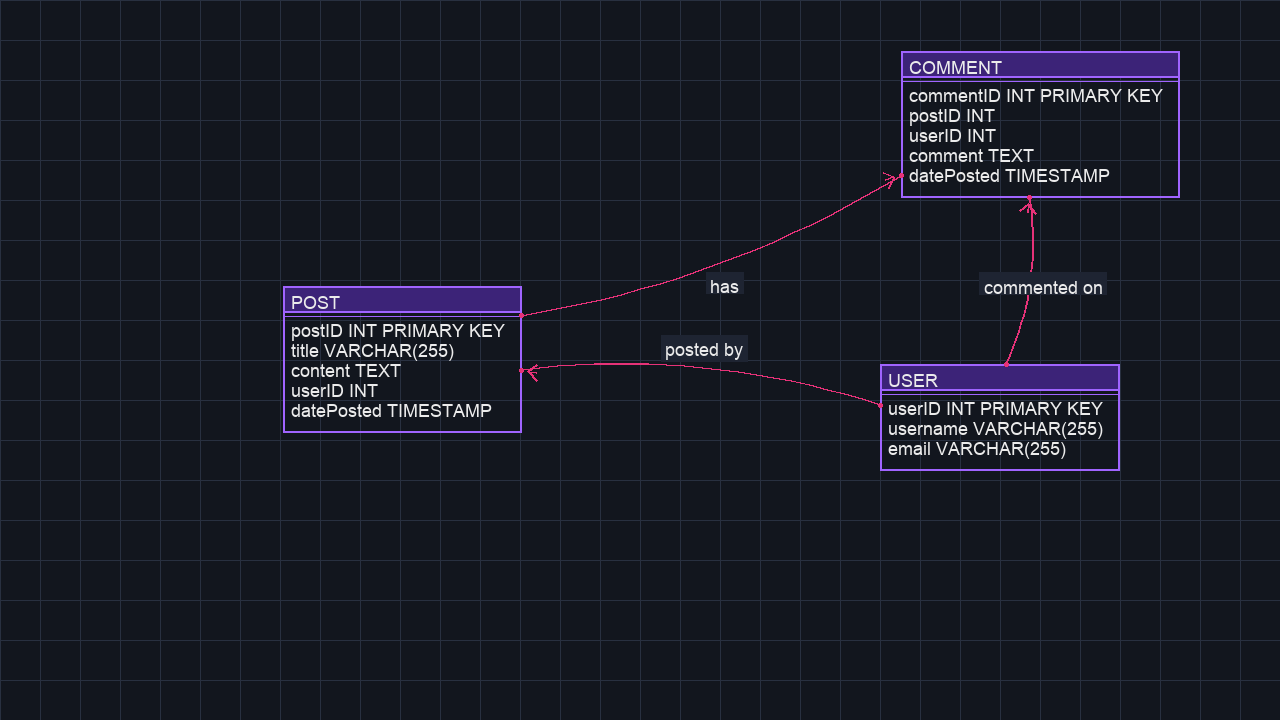 COMMENT
commentID INT PRIMARY KEY
postID INT
userID INT
comment TEXT
datePosted TIMESTAMP
has
commented on
POST
postID INT PRIMARY KEY
title VARCHAR(255)
content TEXT
userID INT
datePosted TIMESTAMP
posted by
USER
userID INT PRIMARY KEY
username VARCHAR(255)
email VARCHAR(255)